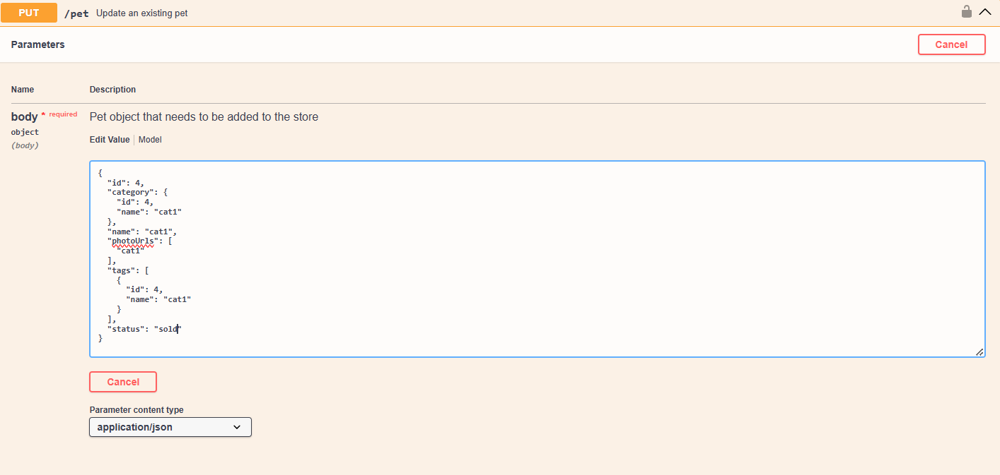 PUT /pet Update an existing pet
Parameters
Cancel
Name Description
body * required Pet object that needs to be added to the store
object
(body)
Edit Value Model
{
  "id": 4,
  "category": {
    "id": 4,
    "name": "cat1"
  },
  "name": "cat1",
  "photoUrls": [
    "cat1"
  ],
  "tags": [
    {
      "id": 4,
      "name": "cat1"
    }
  ],
  "status": "sold"
}
Cancel
Parameter content type
application/json